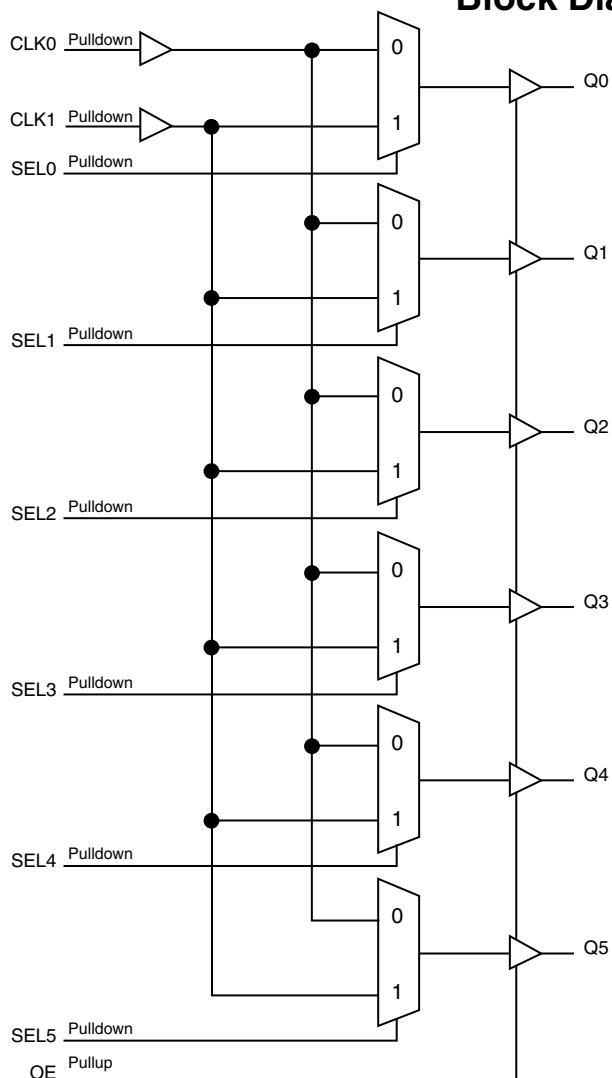 Block Dia
CLK0 Pulldown 0 Q0
CLK1 Pulldown 1
SEL0 Pulldown
0 Q1
1
SEL1 Pulldown
0 Q2
1
SEL2 Pulldown
0 Q3
1
SEL3 Pulldown
0 Q4
1
SEL4 Pulldown
0 Q5
1
SEL5 Pulldown
OE Pullup